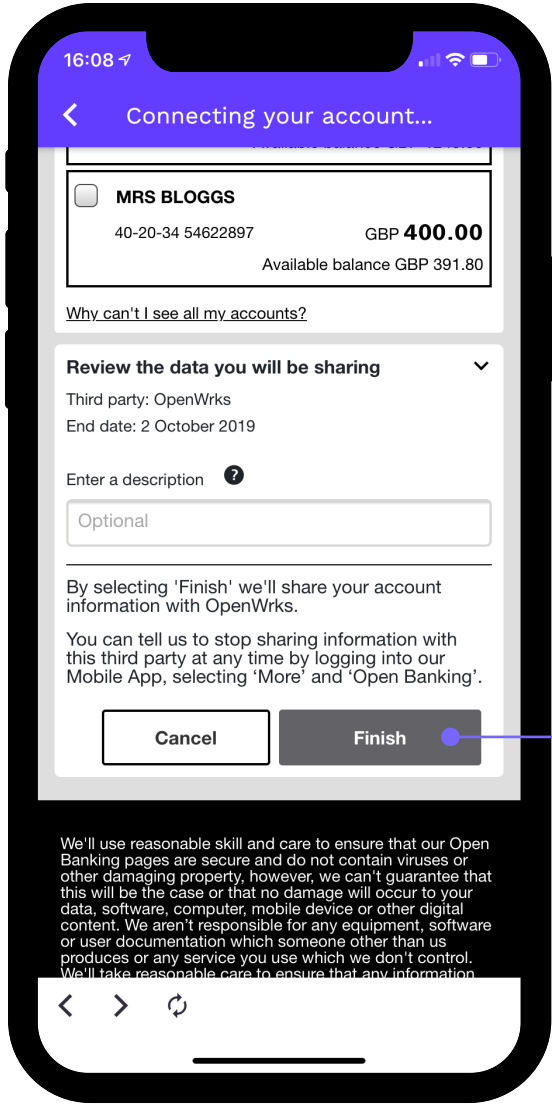 16:08
Connecting your account...
MRS BLOGGS
40-20-34 54622897
GBP 400.00
Available balance GBP 391.80
Why can't I see all my accounts?
Review the data you will be sharing
Third party: OpenWrks
End date: 2 October 2019
Enter a description ?
Optional
By selecting 'Finish' we'll share your account
information with OpenWrks.
You can tell us to stop sharing information with
this third party at any time by logging into our
Mobile App, selecting ‘More’ and ‘Open Banking’.
Cancel
Finish
We'll use reasonable skill and care to ensure that our Open
Banking pages are secure and do not contain viruses or
other damaging property, however, we can't guarantee that
this will be the case or that no damage will occur to your
data, software, computer, mobile device or other digital
content. We aren’t responsible for any equipment, software
or user documentation which someone other than us
produces or any service you use which we don't control.
We'll take reasonable care to ensure that any information